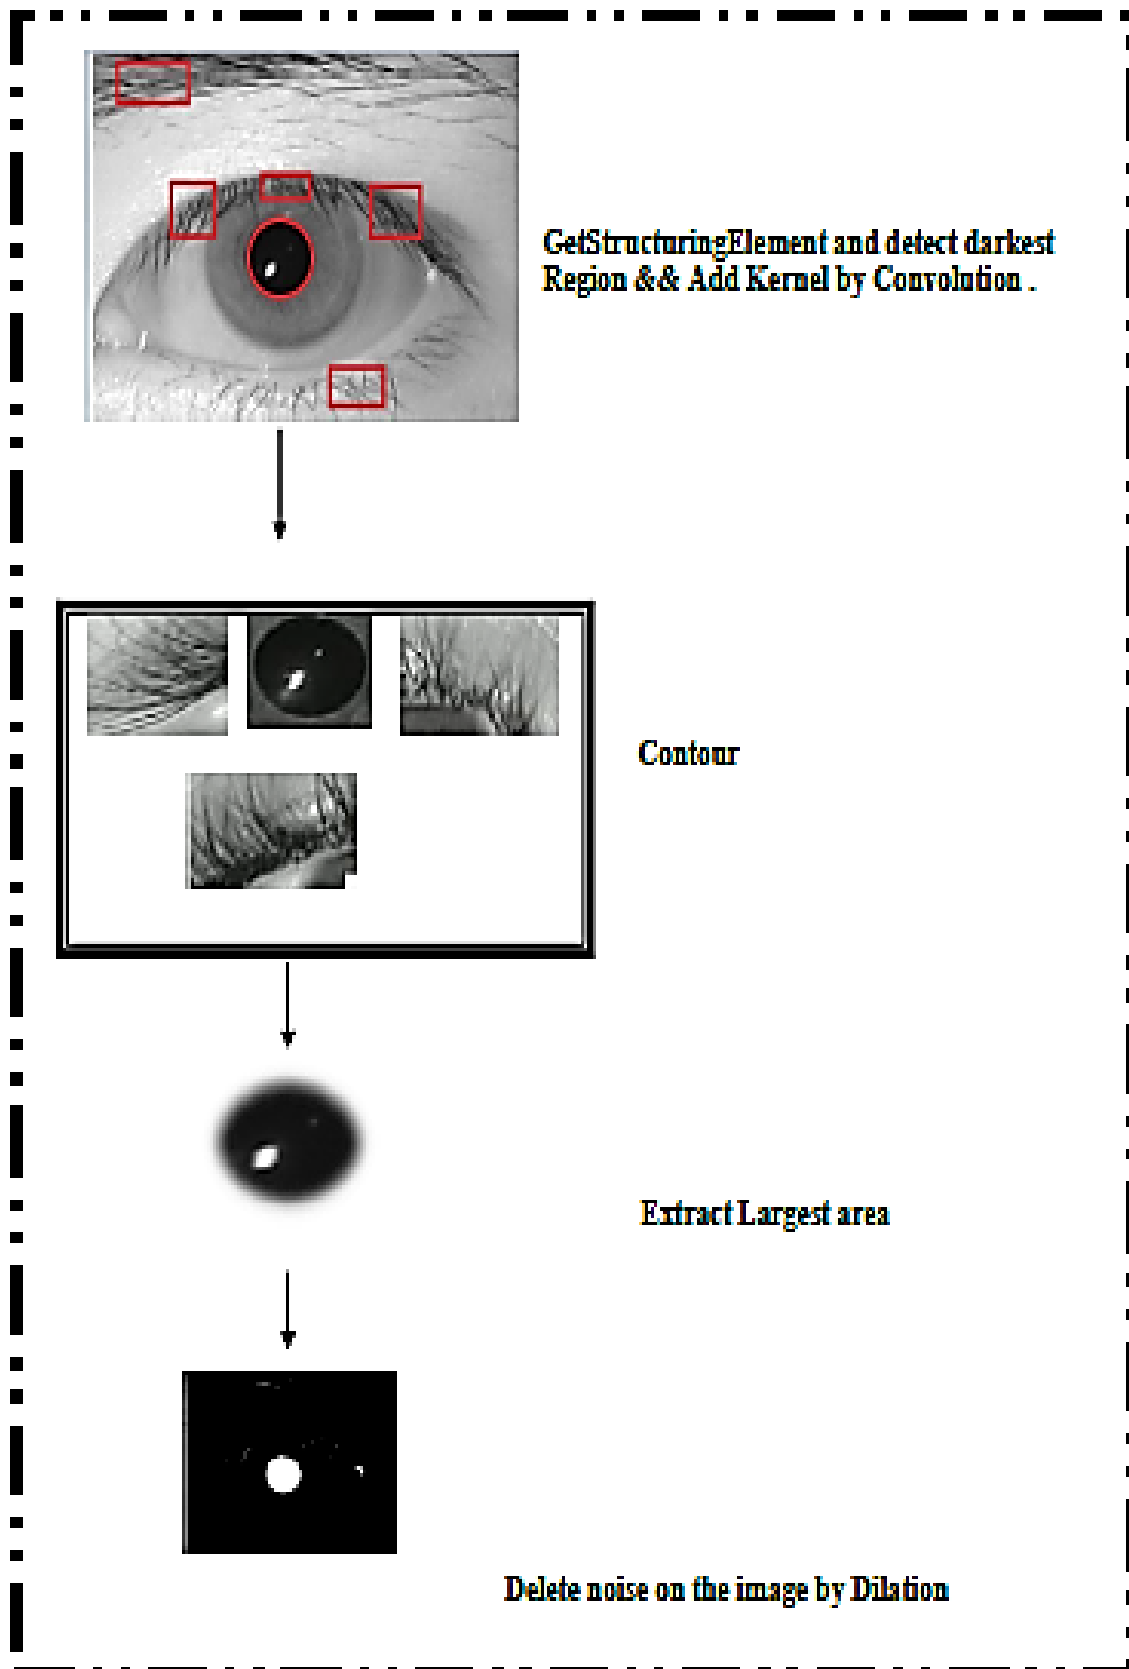 GetStructuringElement and detect darkest
Region && Add Kernel by Convolution .
Contour
Extract Largest area
Delete noise on the image by Dilation